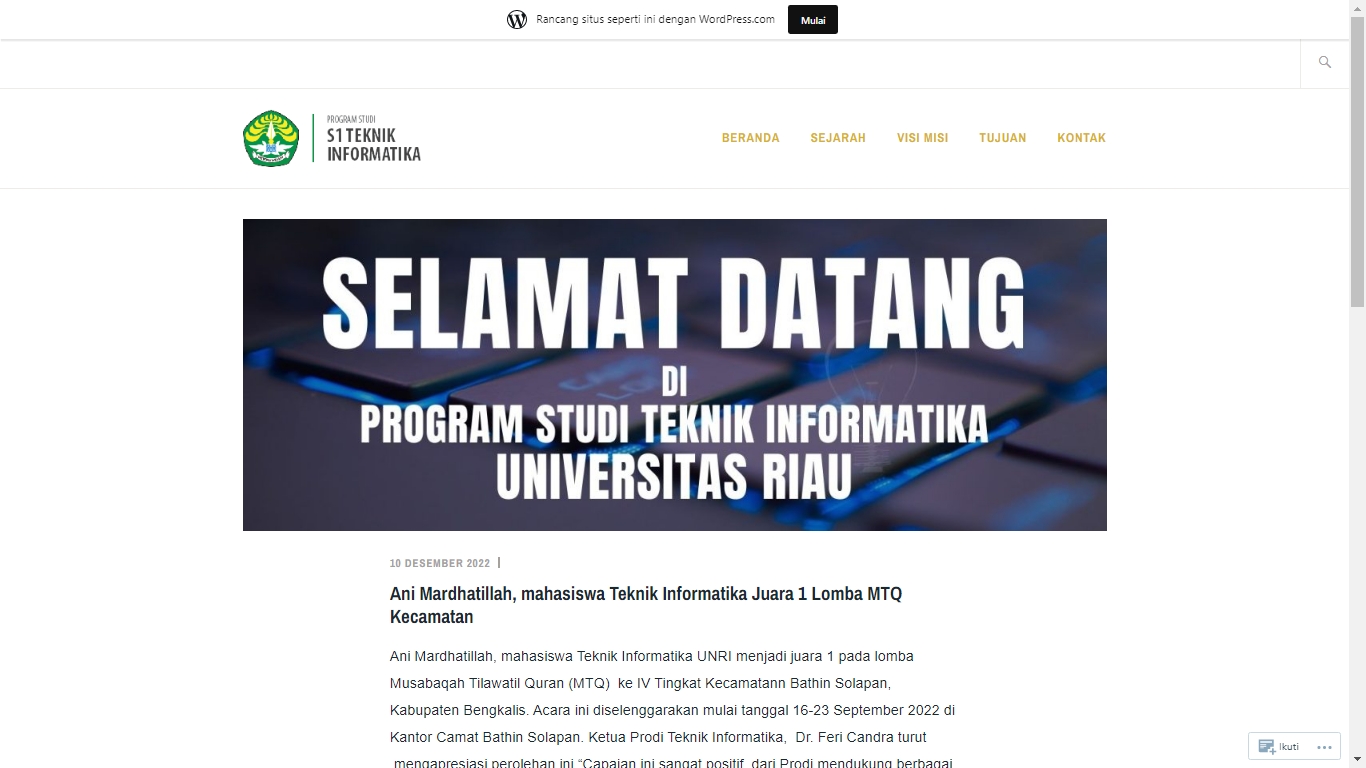 Rancang situs seperti ini dengan WordPress.com
Mulai
PROGRAM STUDI
S1 TEKNIK
INFORMATIKA
BERANDA SEJARAH VISI MISI TUJUAN KONTAK
SELAMAT DATANG
DI
PROGRAM STUDI TEKNIK INFORMATIKA
UNIVERSITAS RIAU
10 DESEMBER 2022
Ani Mardhatillah, mahasiswa Teknik Informatika Juara 1 Lomba MTQ
Kecamatan
Ani Mardhatillah, mahasiswa Teknik Informatika UNRI menjadi juara 1 pada lomba
Musabaqah Tilawatil Quran (MTQ)  ke IV Tingkat Kecamatann Bathin Solapan,
Kabupaten Bengkalis. Acara ini diselenggarakan mulai tanggal 16-23 September 2022 di
Kantor Camat Bathin Solapan. Ketua Prodi Teknik Informatika,  Dr. Feri Candra turut
mengapresiasi perolehan ini “Capaian ini sangat positif, dari Prodi mendukung berbagai
Ikuti